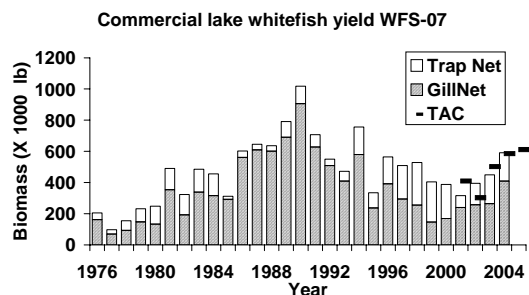 Commercial lake whitefish yield WFS-07
1200
1000
800
600
400
200
0
Biomass (X 1000 lb)
Trap Net
GillNet
TAC
1976 1980 1984 1988 1992 1996 2000 2004
Year